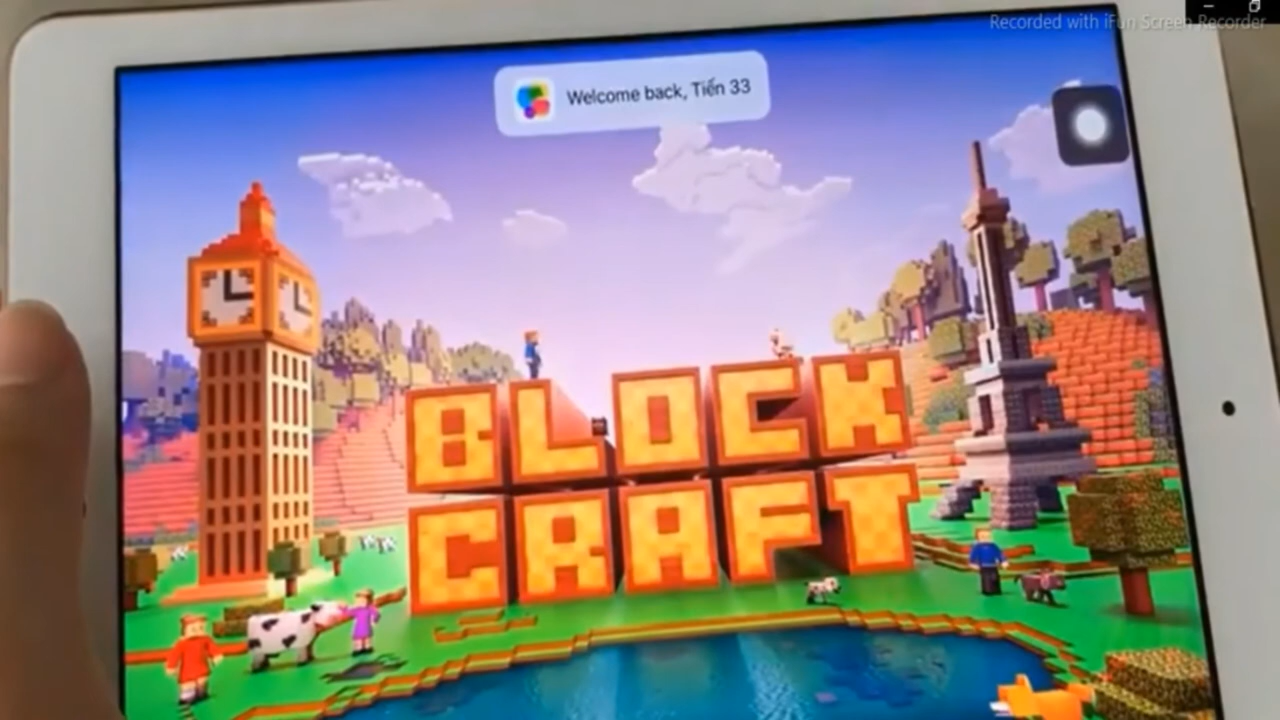 Recorded with iFun Screen Recorder
Welcome back, Tiến 33
BLOCK
CRAFT